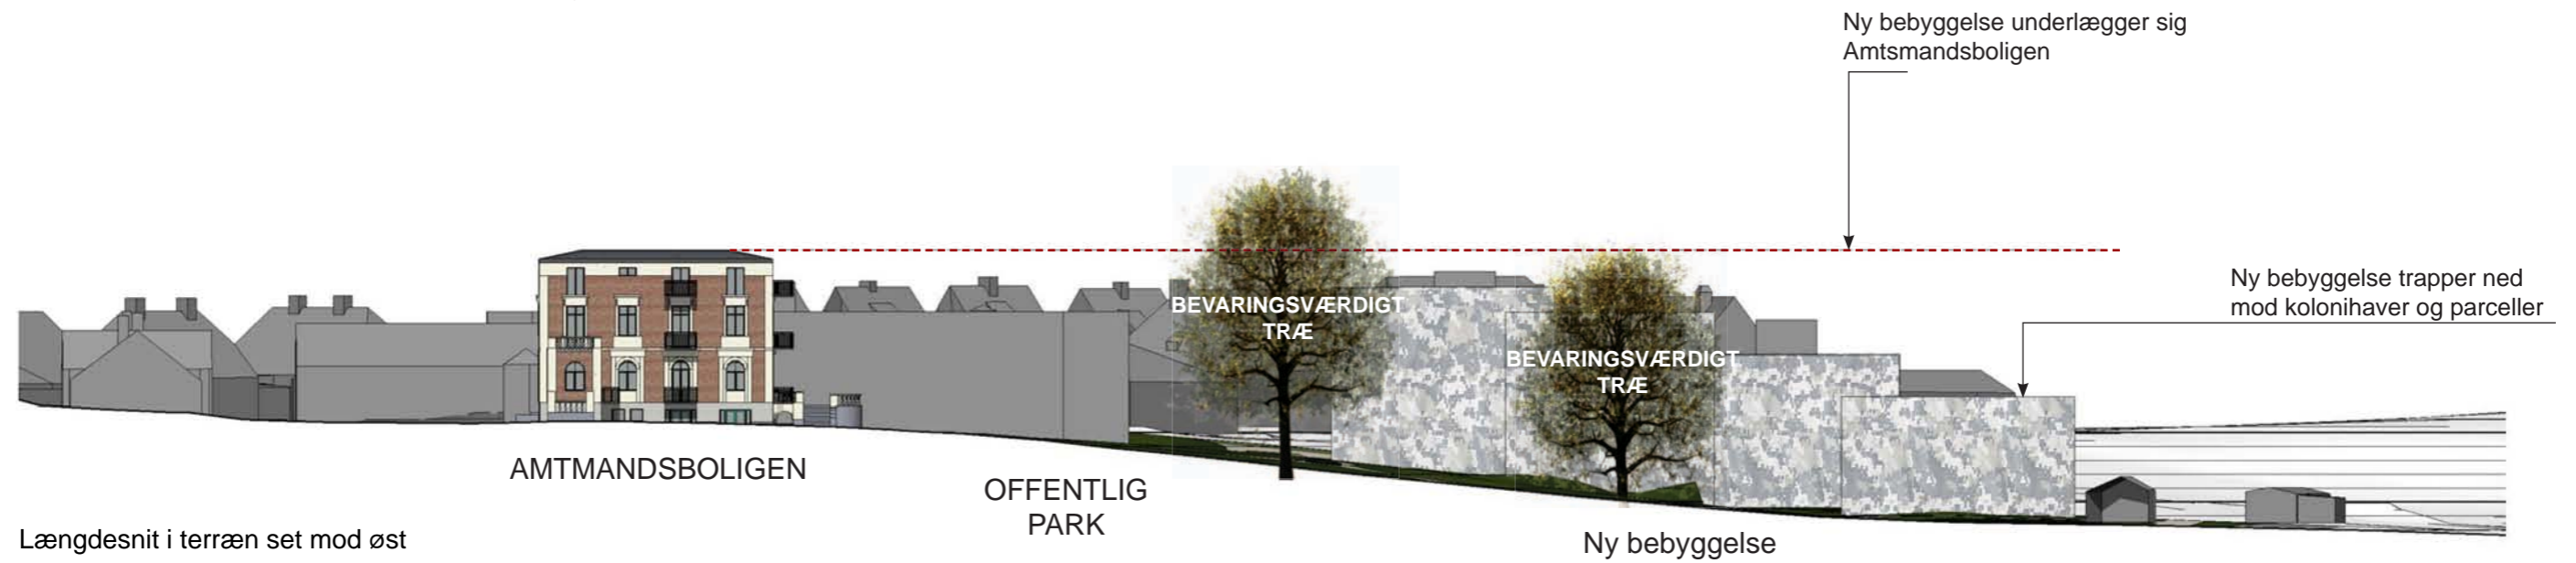 Ny bebyggelse underlægger sig
Amtsmandsboligen
Ny bebyggelse trapper ned
mod kolonihaver og parceller
BEVARINGSVÆRDIGT
TRÆ
BEVARINGSVÆRDIGT
TRÆ
AMTMANDSBOLIGEN
OFFENTLIG
PARK
Ny bebyggelse
Længdesnit i terræn set mod øst